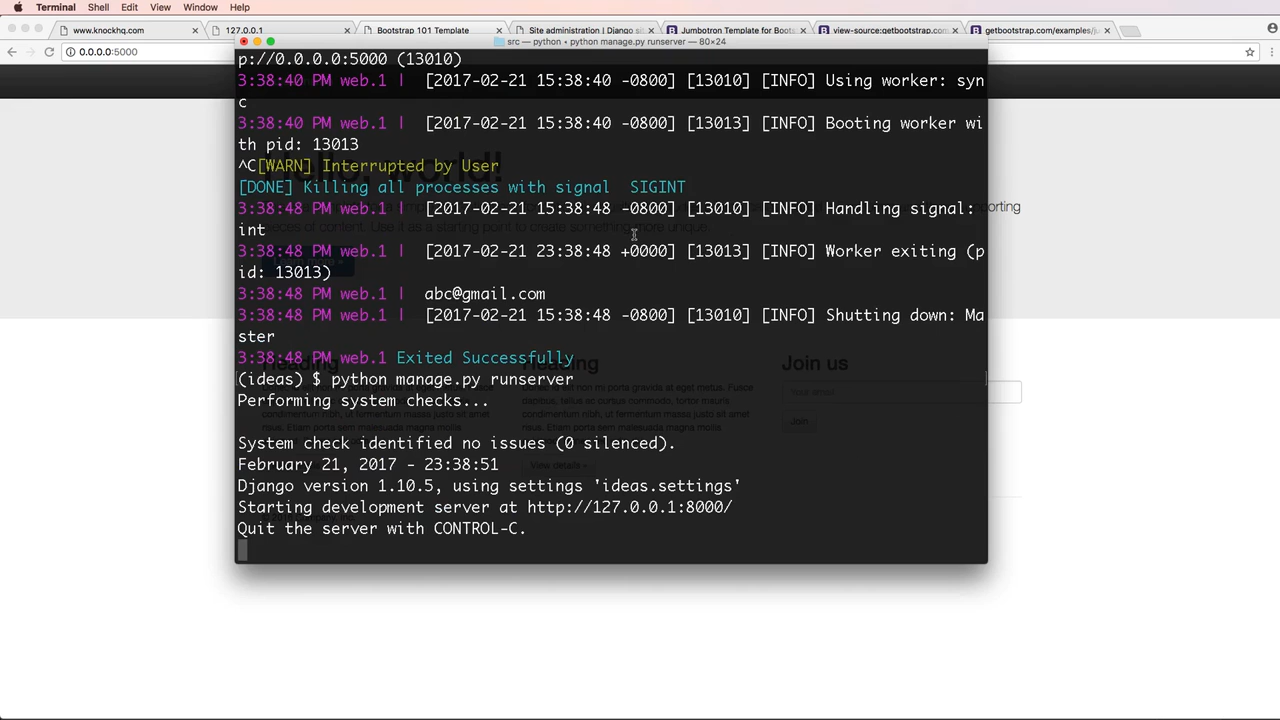 Terminal Shell Edit View Window Help
www.knockhq.com 127.0.0.1 Bootstrap 101 Template Site administration | Django si Jumbotron Template for Boots view-source:getbootstrap.com getbootstrap.com/examples/ju
0.0.0.0:5000
src — python • python manage.py runserver — 80×24
p://0.0.0.0:5000 (13010)
3:38:40 PM web.1 | [2017-02-21 15:38:40 -0800] [13010] [INFO] Using worker: syn
c
3:38:40 PM web.1 | [2017-02-21 15:38:40 -0800] [13013] [INFO] Booting worker wi
th pid: 13013
^C[WARN] Interrupted by User
[DONE] Killing all processes with signal  SIGINT
3:38:48 PM web.1 | [2017-02-21 15:38:48 -0800] [13010] [INFO] Handling signal:
int
3:38:48 PM web.1 | [2017-02-21 23:38:48 +0000] [13013] [INFO] Worker exiting (p
id: 13013)
3:38:48 PM web.1 | abc@gmail.com
3:38:48 PM web.1 | [2017-02-21 15:38:48 -0800] [13010] [INFO] Shutting down: Ma
ster
3:38:48 PM web.1 Exited Successfully
(ideas) $ python manage.py runserver
Performing system checks...
System check identified no issues (0 silenced).
February 21, 2017 - 23:38:51
Django version 1.10.5, using settings 'ideas.settings'
Starting development server at http://127.0.0.1:8000/
Quit the server with CONTROL-C.
Hello, world!
Heading Heading Join us
Your email
Join
View details »